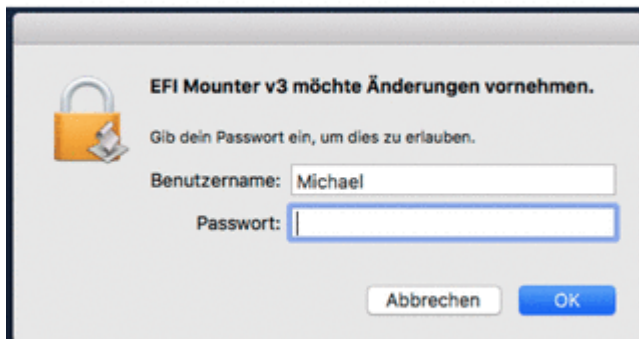 EFI Mounter v3 möchte Änderungen vornehmen.
Gib dein Passwort ein, um dies zu erlauben.
Benutzername: Michael
Passwort:
Abbrechen OK